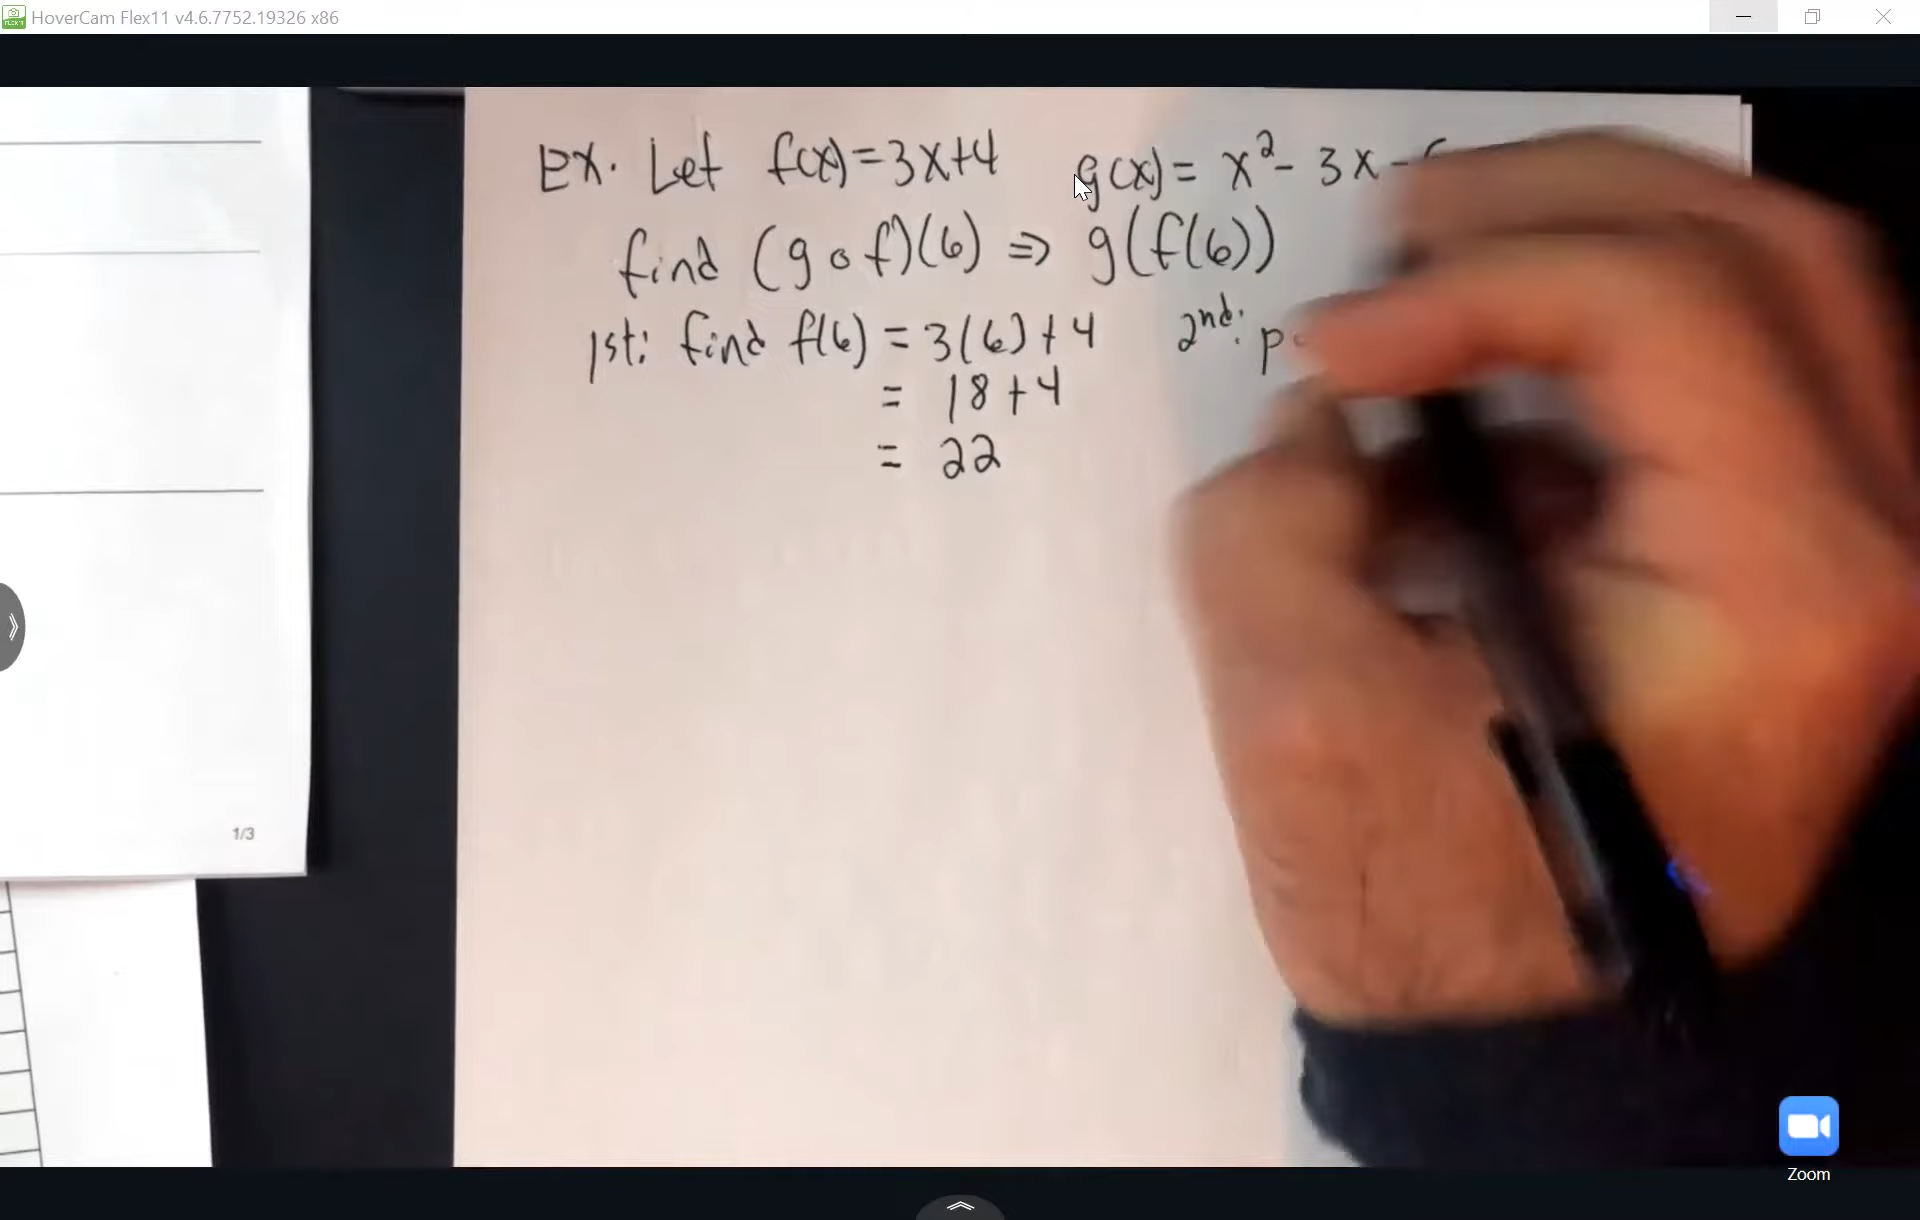 HoverCam Flex11 v4.6.7752.19326 x86
Ex. Let f(x)=3x+4 g(x)= x²- 3x-
find (g∘f)(6) ⇒ g(f(6))
1st: find f(6) = 3(6)+4 2nd:
= 18+4
= 22
1/3
Zoom